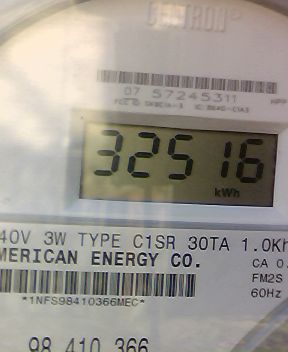 CENTRON®
07 57245311
32516
kWh
40V 3W TYPE C1SR 30TA 1.0Kh
MERICAN ENERGY CO.
CA 0.
FM2S
60Hz
*1NFS98410366MEC*
98 410 366